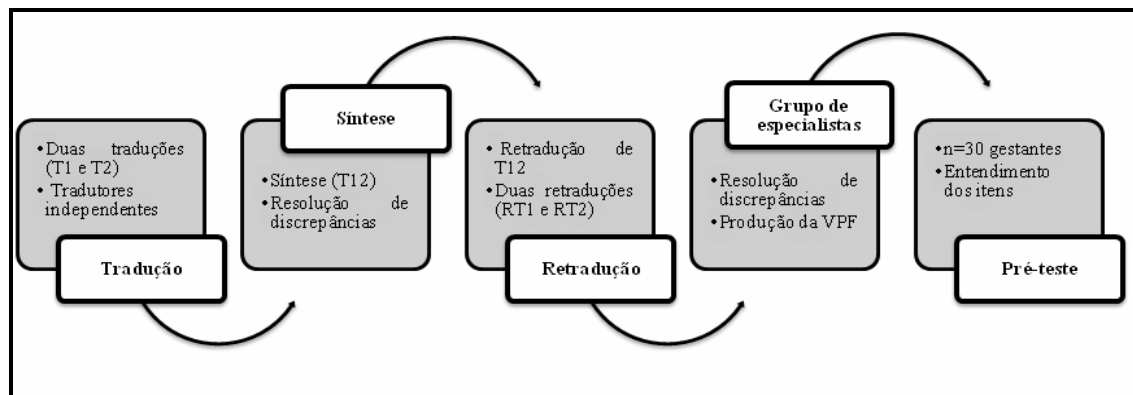 • Duas traduções
(T1 e T2)
• Tradutores
independentes
Tradução
Síntese
• Síntese (T12)
• Resolução de
discrepâncias
• Retradução de
T12
• Duas retraduções
(RT1 e RT2)
Retradução
Grupo de
especialistas
• Resolução de
discrepâncias
• Produção da VPF
• n=30 gestantes
• Entendimento
dos itens
Pré-teste